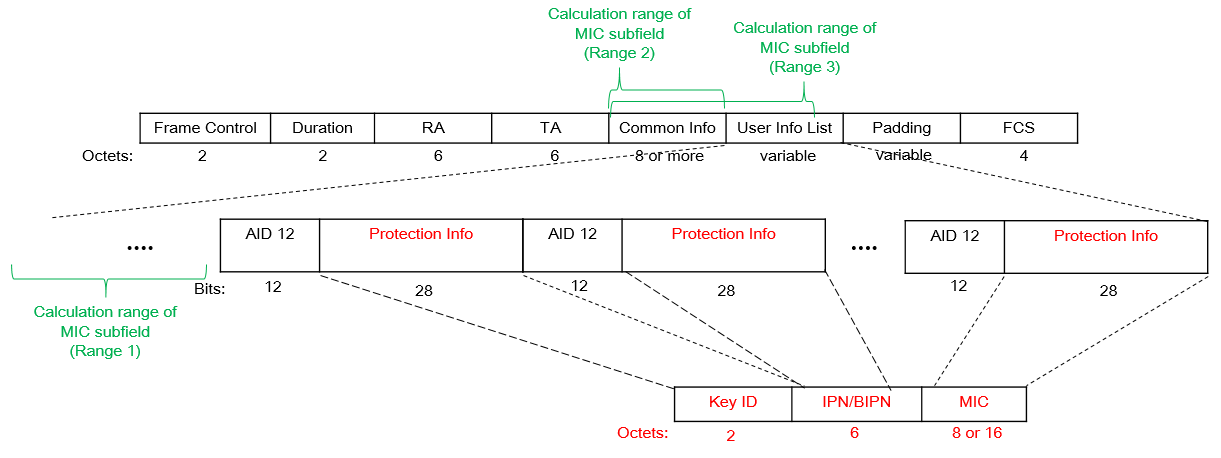 Calculation range of
MIC subfield
(Range 2)
Calculation range of
MIC subfield
(Range 3)
Frame Control Duration RA TA Common Info User Info List Padding FCS
Octets: 2 2 6 6 8 or more variable variable 4
.... AID 12 Protection Info AID 12 Protection Info .... AID 12 Protection Info
Bits: 12 28 12 28 12 28
Calculation range of
MIC subfield
(Range 1)
Key ID IPN/BIPN MIC
Octets: 2 6 8 or 16